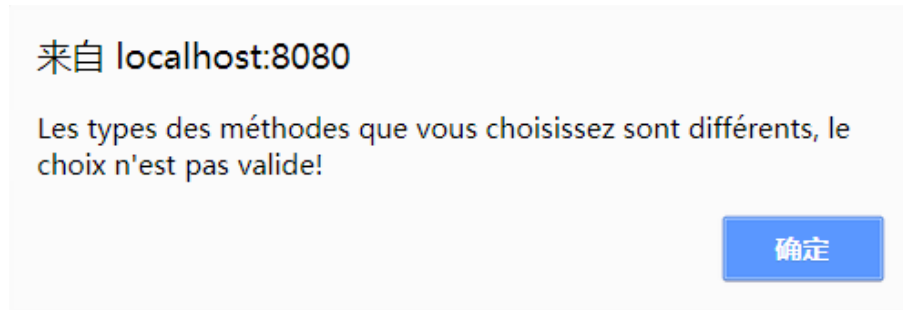 来自 localhost:8080
Les types des méthodes que vous choisissez sont différents, le
choix n'est pas valide!
确定